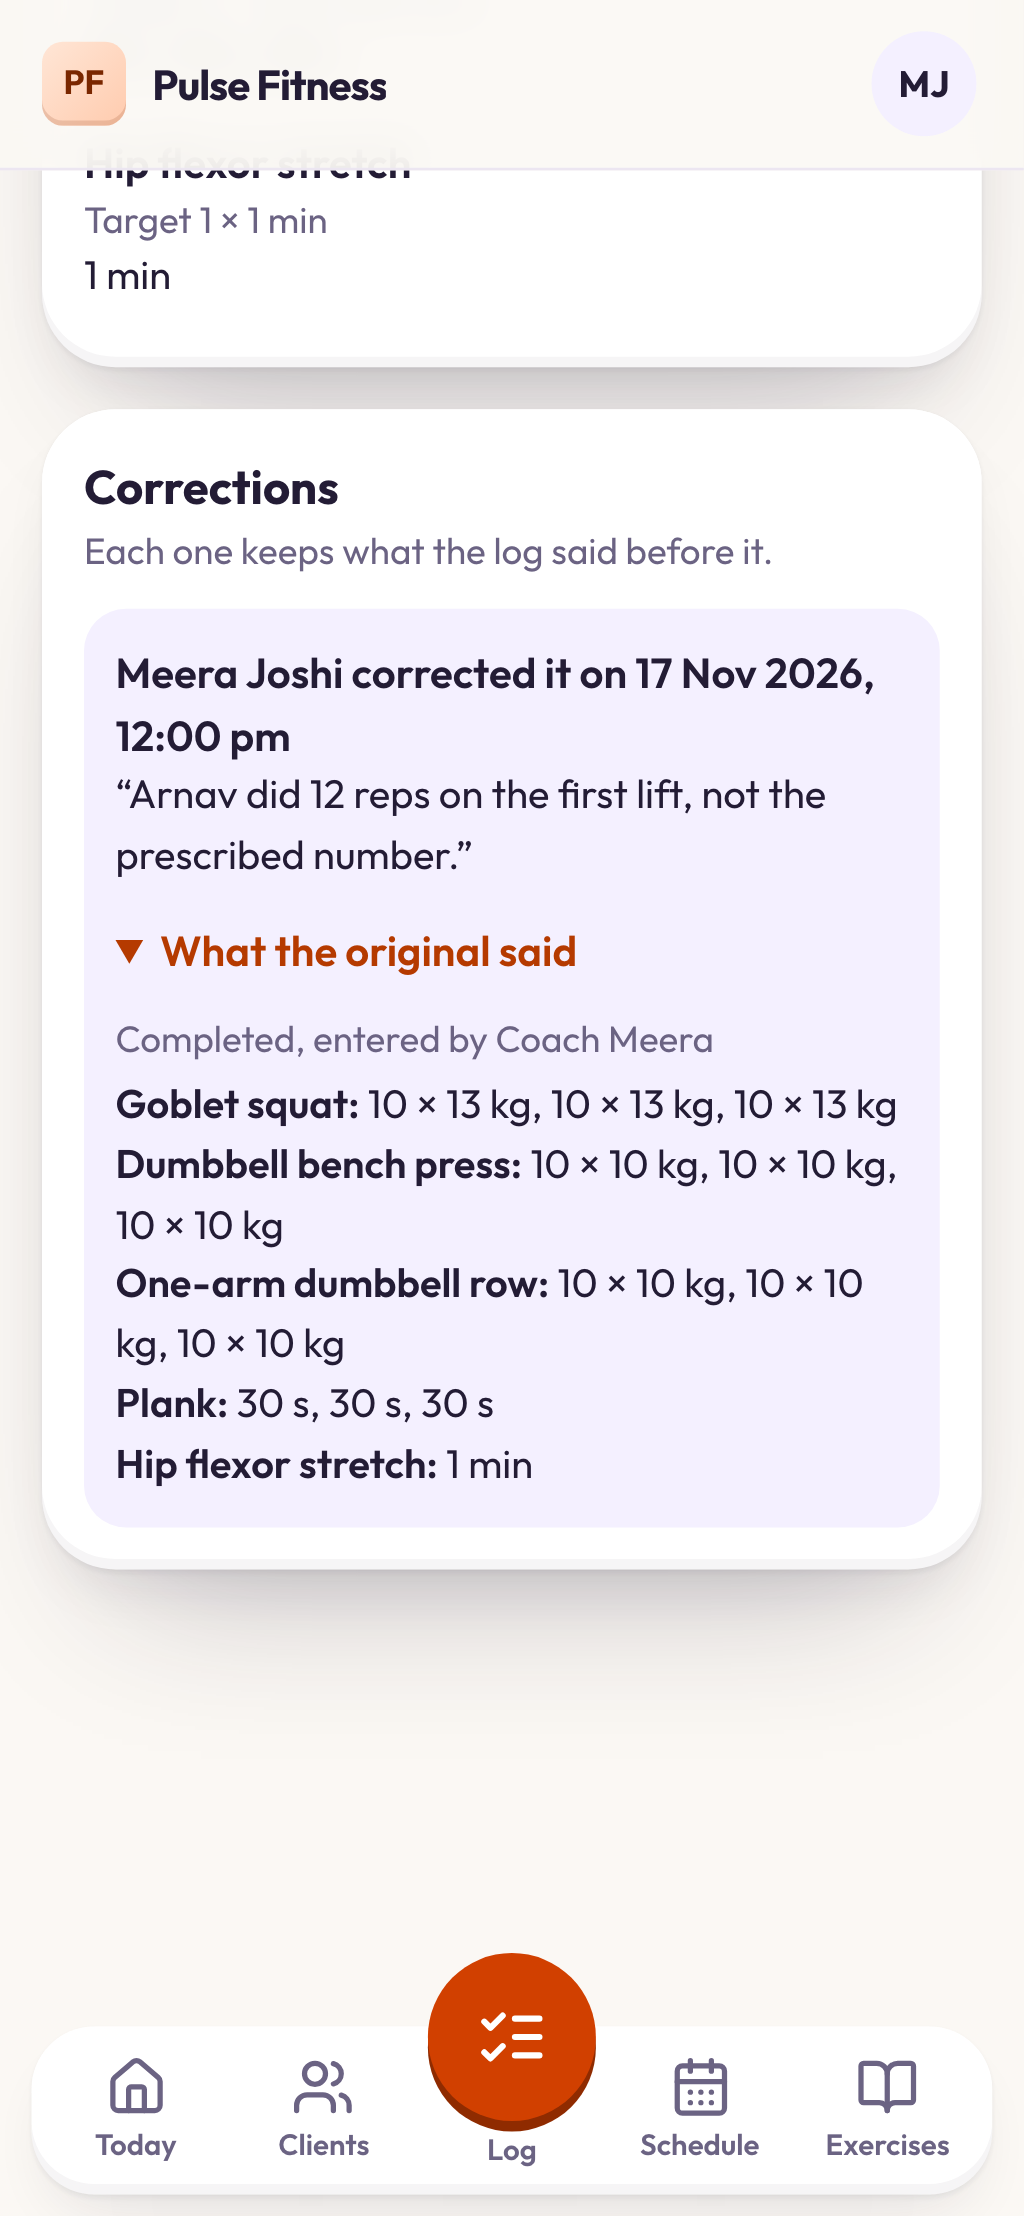 PF
Pulse Fitness
MJ
Hip flexor stretch
Target 1 × 1 min
1 min
Corrections
Each one keeps what the log said before it.
Meera Joshi corrected it on 17 Nov 2026,
12:00 pm
“Arnav did 12 reps on the first lift, not the
prescribed number.”
What the original said
Completed, entered by Coach Meera
Goblet squat: 10 × 13 kg, 10 × 13 kg, 10 × 13 kg
Dumbbell bench press: 10 × 10 kg, 10 × 10 kg,
10 × 10 kg
One-arm dumbbell row: 10 × 10 kg, 10 × 10
kg, 10 × 10 kg
Plank: 30 s, 30 s, 30 s
Hip flexor stretch: 1 min
Today
Clients
Log
Schedule
Exercises